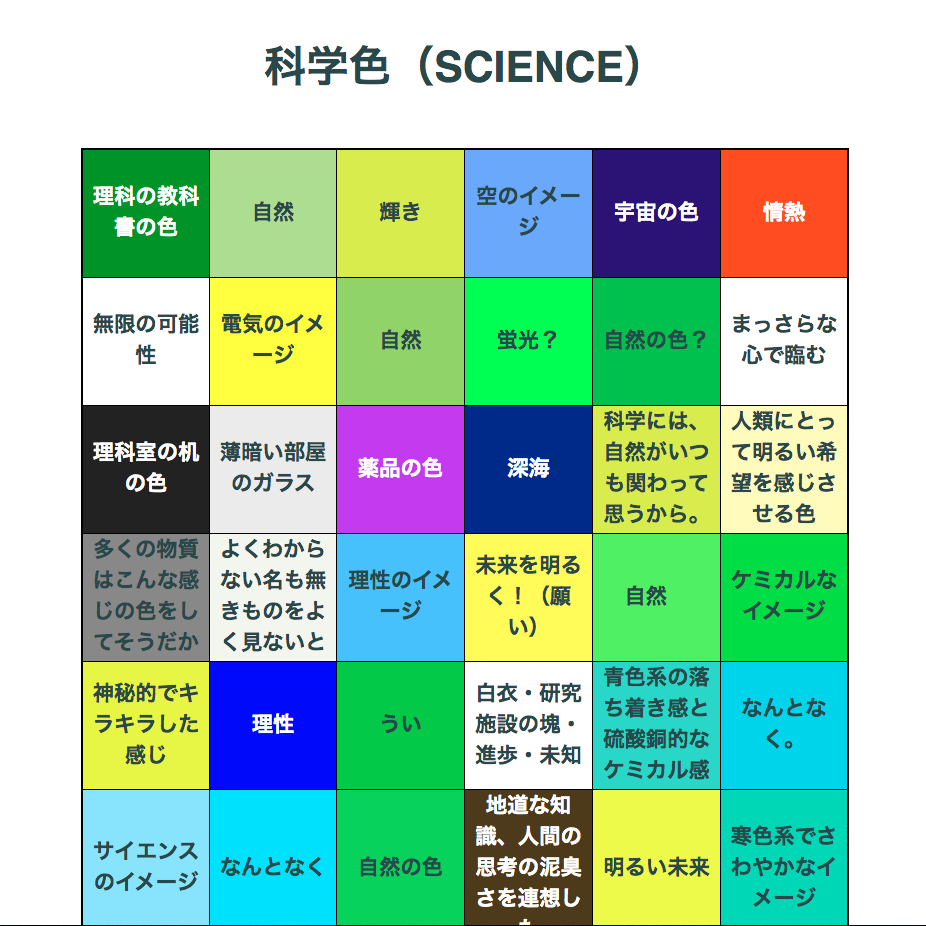 科学色（SCIENCE）
理科の教科
書の色
自然
輝き
空のイメー
ジ
宇宙の色
情熱
無限の可能
性
電気のイメ
ージ
自然
蛍光？
自然の色？
まっさらな
心で臨む
理科室の机
の色
薄暗い部屋
のガラス
薬品の色
深海
科学には、
自然がいつ
も関わって
思うから。
人類にとっ
て明るい希
望を感じさ
せる色
多くの物質
はこんな感
じの色をし
てそうだか
よくわから
ない名も無
きものをよ
く見ないと
理性のイメ
ージ
未来を明る
く！（願
い）
自然
ケミカルな
イメージ
神秘的でキ
ラキラした
感じ
理性
うい
白衣・研究
施設の塊・
進歩・未知
青色系の落
ち着き感と
硫酸銅的な
ケミカル感
なんとな
く。
サイエンス
のイメージ
なんとなく
自然の色
地道な知
識、人間の
思考の泥臭
さを連想し
明るい未来
寒色系でさ
わやかなイ
メージ